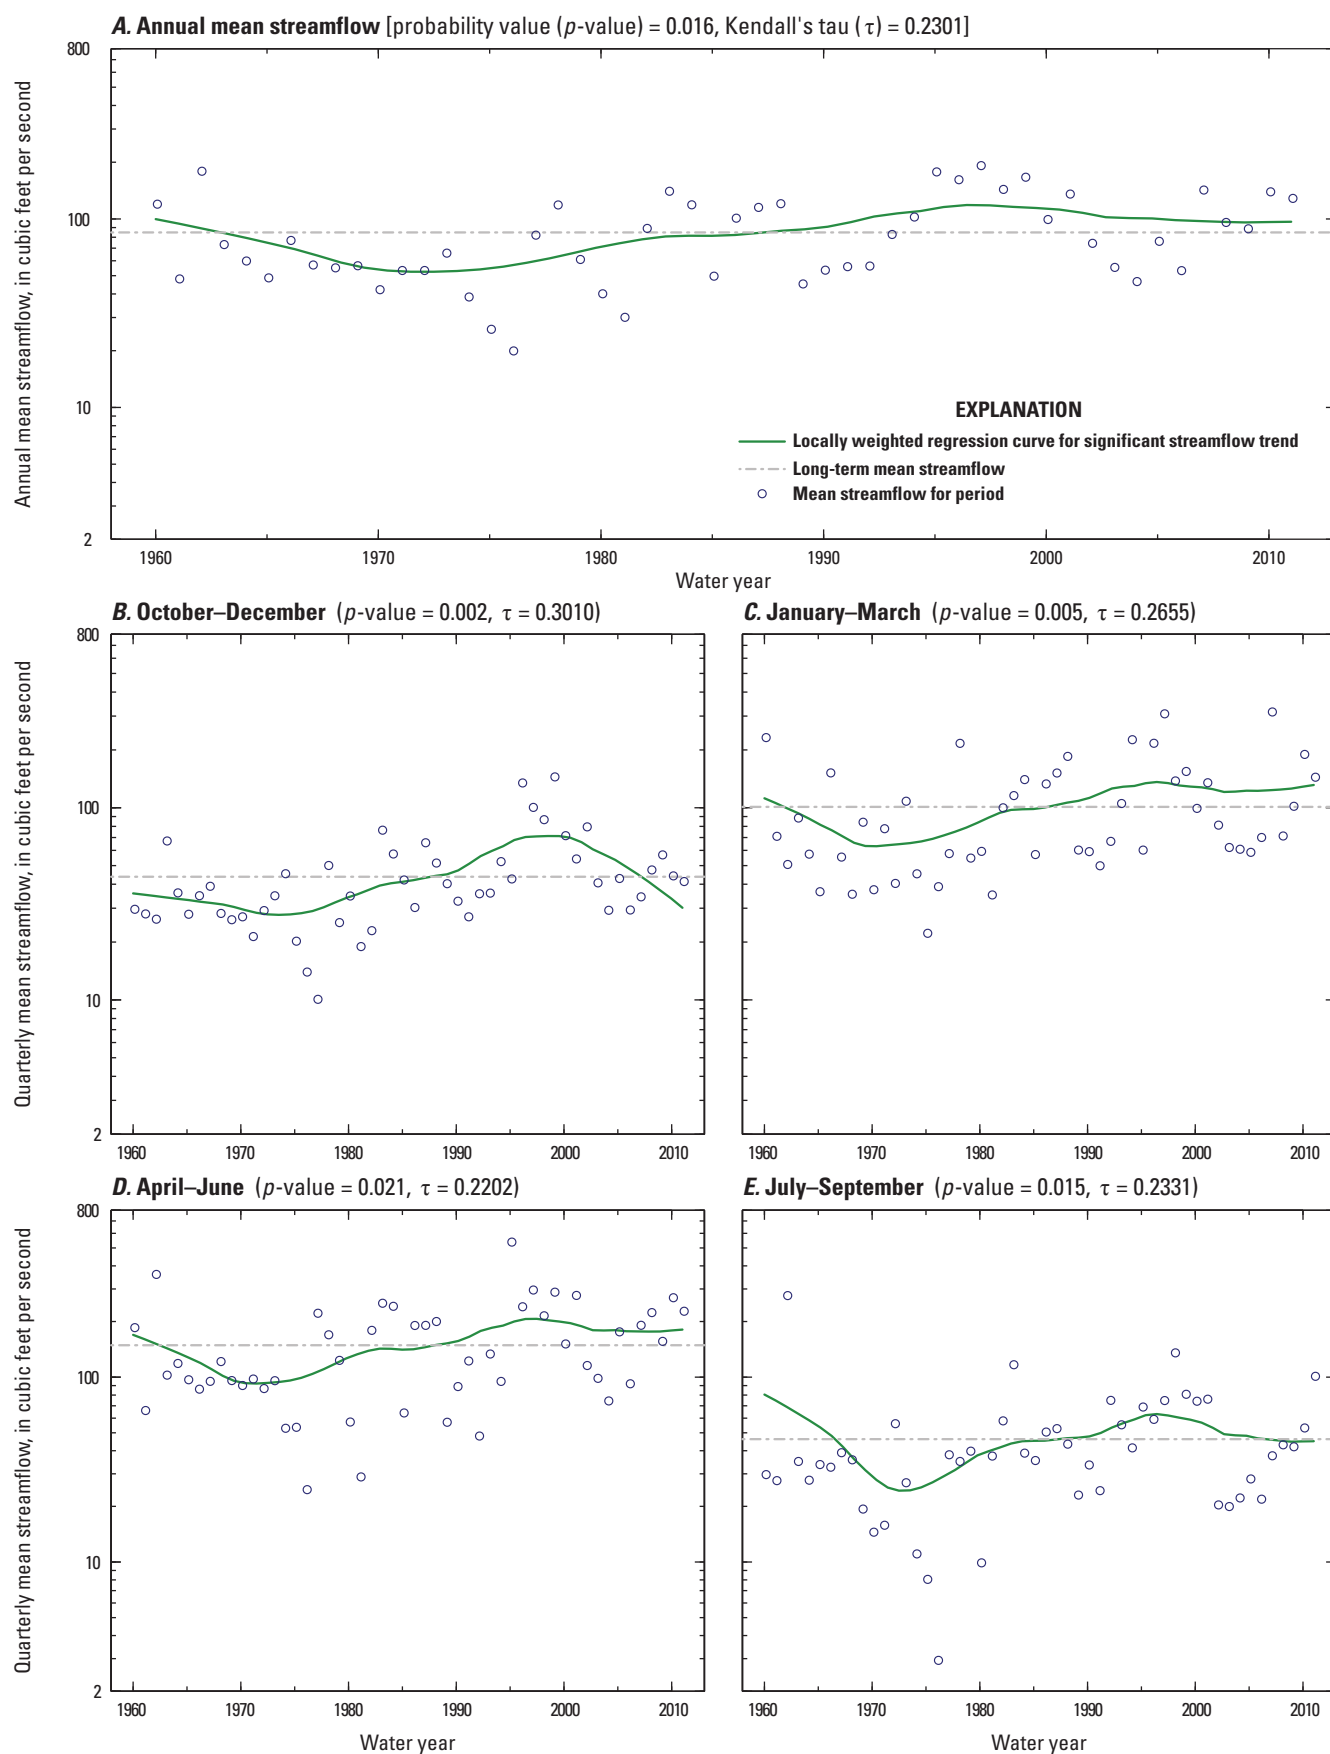 A. Annual mean streamflow [probability value (p-value) = 0.016, Kendall's tau (τ) = 0.2301]
Annual mean streamflow, in cubic feet per second
800
100
10
2
1960 1970 1980 1990 2000 2010
Water year
EXPLANATION
Locally weighted regression curve for significant streamflow trend
Long-term mean streamflow
Mean streamflow for period
B. October–December (p-value = 0.002, τ = 0.3010)
Quarterly mean streamflow, in cubic feet per second
800
100
10
2
1960 1970 1980 1990 2000 2010
C. January–March (p-value = 0.005, τ = 0.2655)
1960 1970 1980 1990 2000 2010
D. April–June (p-value = 0.021, τ = 0.2202)
Quarterly mean streamflow, in cubic feet per second
800
100
10
2
1960 1970 1980 1990 2000 2010
Water year
E. July–September (p-value = 0.015, τ = 0.2331)
1960 1970 1980 1990 2000 2010
Water year